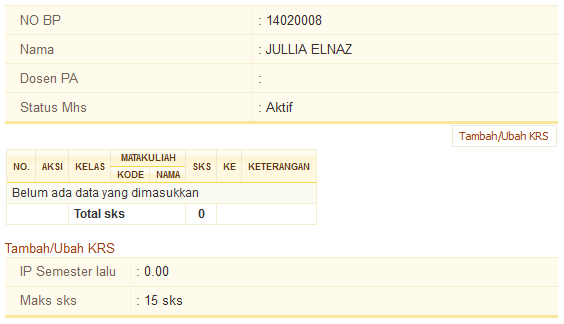 NO BP : 14020008
Nama : JULLIA ELNAZ
Dosen PA :
Status Mhs : Aktif
Tambah/Ubah KRS
NO. AKSI KELAS MATAKULIAH SKS KE KETERANGAN
KODE NAMA
Belum ada data yang dimasukkan
Total sks 0
Tambah/Ubah KRS
IP Semester lalu : 0.00
Maks sks : 15 sks